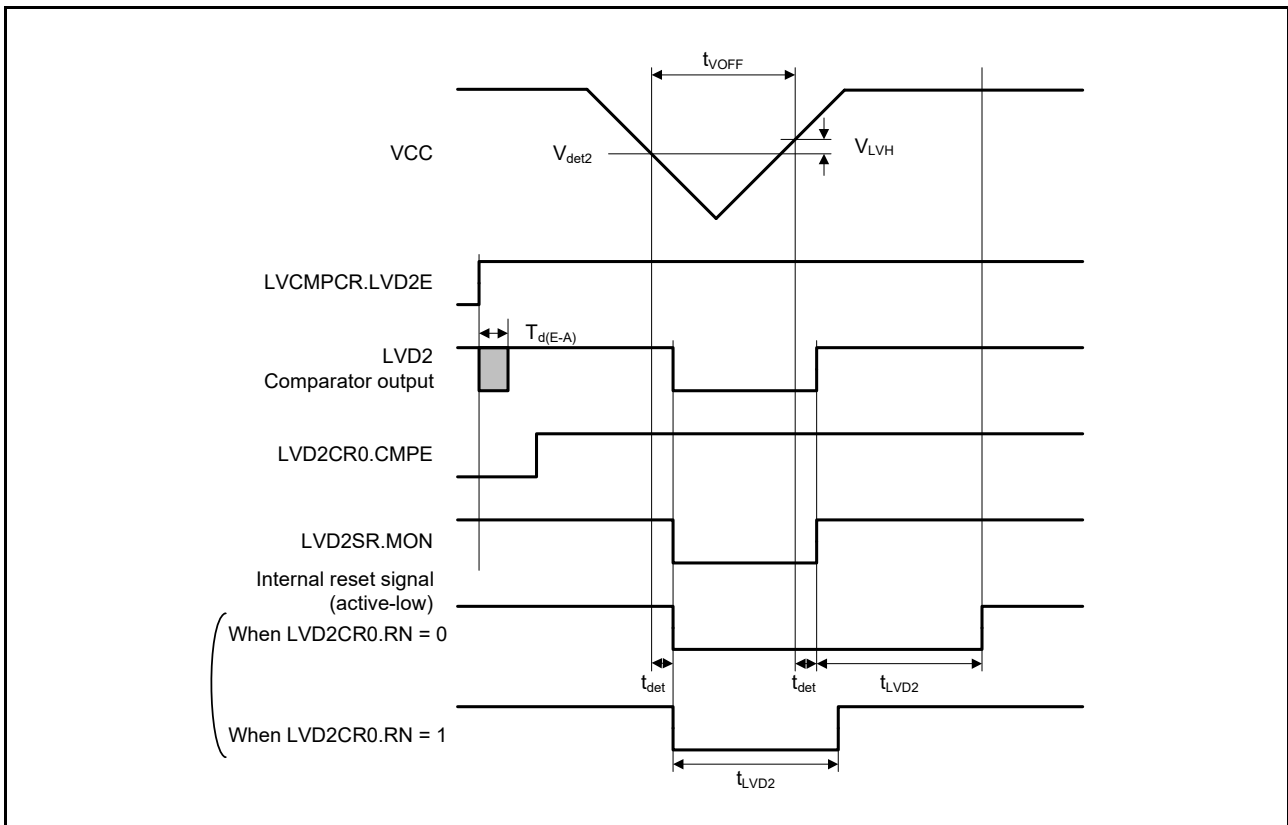 tVOFF
VCC
Vdet2
VLVH
LVCMPCR.LVD2E
Td(E-A)
LVD2
Comparator output
LVD2CR0.CMPE
LVD2SR.MON
Internal reset signal
(active-low)
When LVD2CR0.RN = 0
tdet
tdet
tLVD2
When LVD2CR0.RN = 1
tLVD2